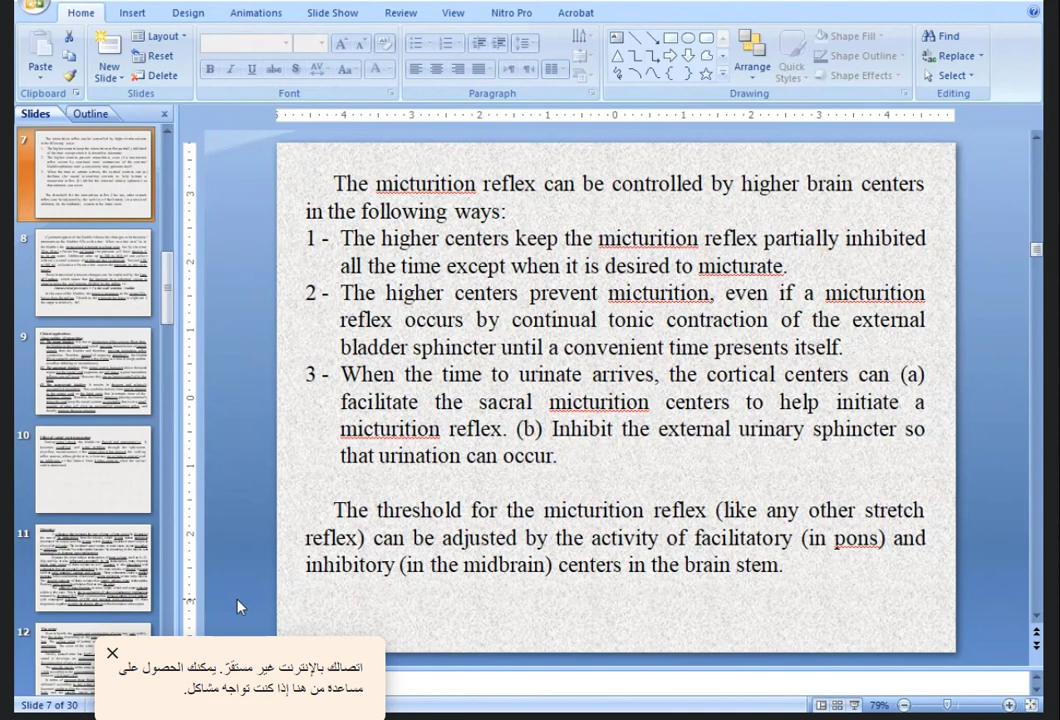 Home Insert Design Animations Slide Show Review View Nitro Pro Acrobat
Paste
New Slide
Layout
Reset
Delete
B I U abc S AV Aa A
Shape Fill
Shape Outline
Shape Effects
Arrange
Quick Styles
Find
Replace
Select
Clipboard Slides Font Paragraph Drawing Editing
Slides Outline
7
8
9
10
11
12
The micturition reflex can be controlled by higher brain centers
in the following ways:
1 - The higher centers keep the micturition reflex partially inhibited
all the time except when it is desired to micturate.
2 - The higher centers prevent micturition, even if a micturition
reflex occurs by continual tonic contraction of the external
bladder sphincter until a convenient time presents itself.
3 - When the time to urinate arrives, the cortical centers can (a)
facilitate the sacral micturition centers to help initiate a
micturition reflex. (b) Inhibit the external urinary sphincter so
that urination can occur.
The threshold for the micturition reflex (like any other stretch
reflex) can be adjusted by the activity of facilitatory (in pons) and
inhibitory (in the midbrain) centers in the brain stem.
اتصالك بالإنترنت غير مستقرّ. يمكنك الحصول على
مساعدة من هنا إذا كنت تواجه مشاكل.
Slide 7 of 30
79%